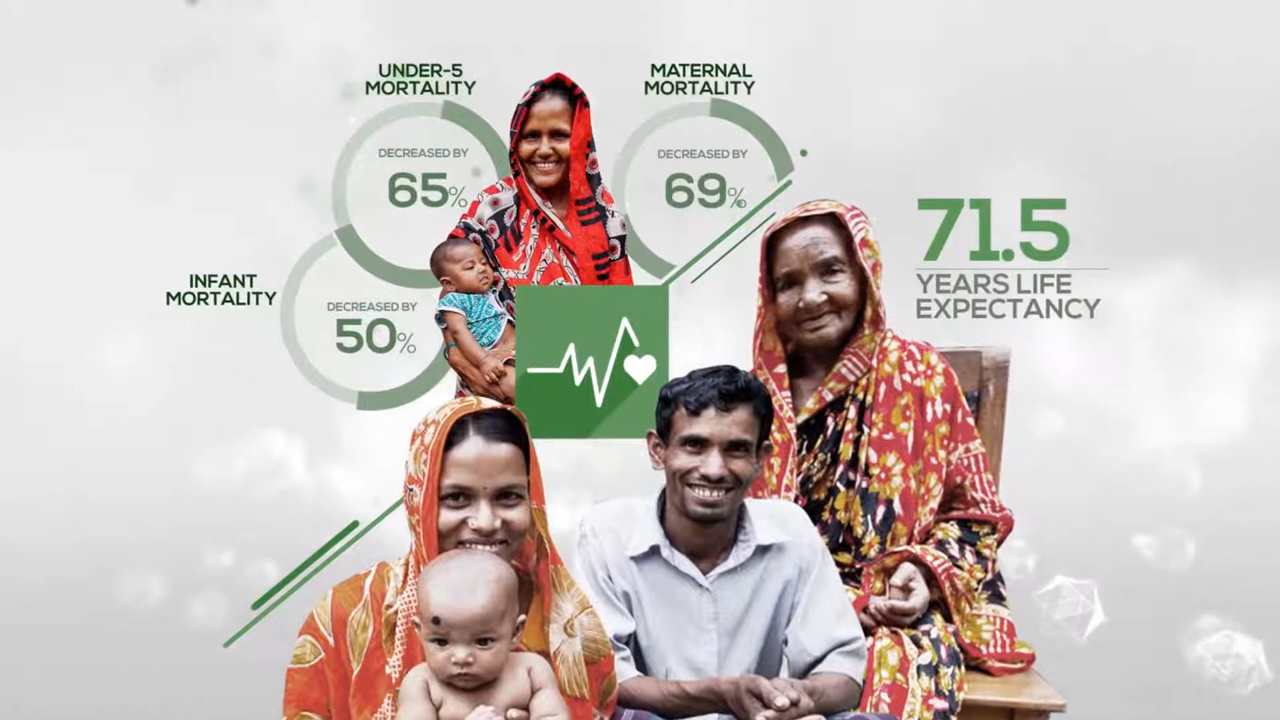 UNDER-5
MORTALITY
DECREASED BY
65%
MATERNAL
MORTALITY
DECREASED BY
69%
71.5
YEARS LIFE
EXPECTANCY
INFANT
MORTALITY
DECREASED BY
50%